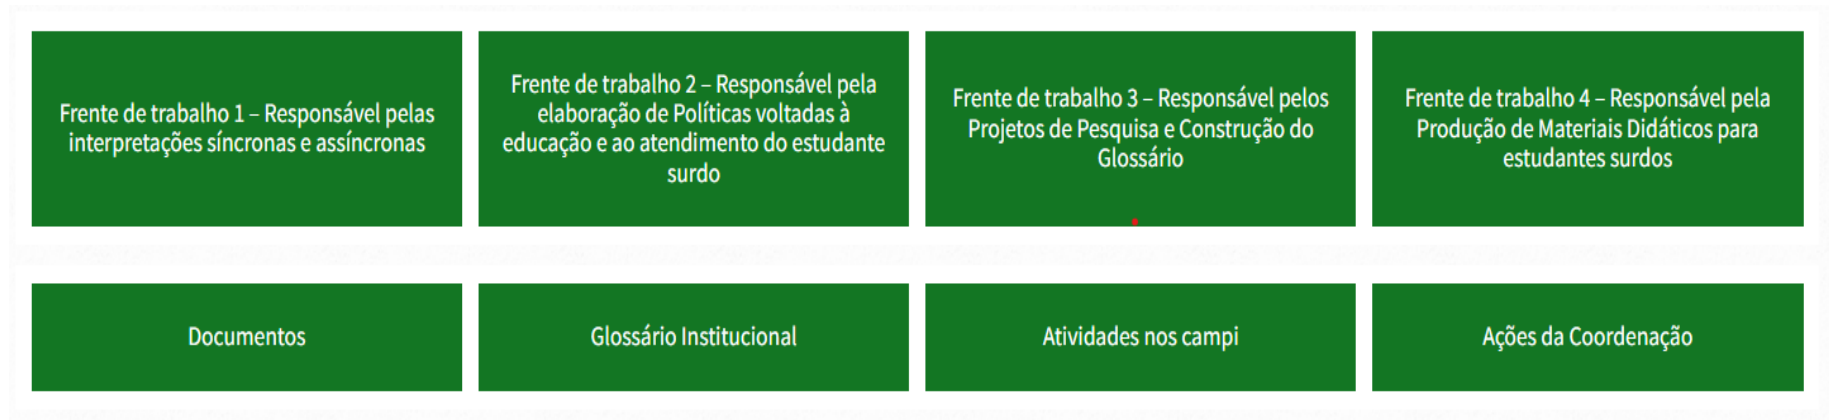 Frente de trabalho 1 – Responsável pelas
interpretações síncronas e assíncronas
Frente de trabalho 2 – Responsável pela
elaboração de Políticas voltadas à
educação e ao atendimento do estudante
surdo
Frente de trabalho 3 – Responsável pelos
Projetos de Pesquisa e Construção do
Glossário
Frente de trabalho 4 – Responsável pela
Produção de Materiais Didáticos para
estudantes surdos
Documentos
Glossário Institucional
Atividades nos campi
Ações da Coordenação